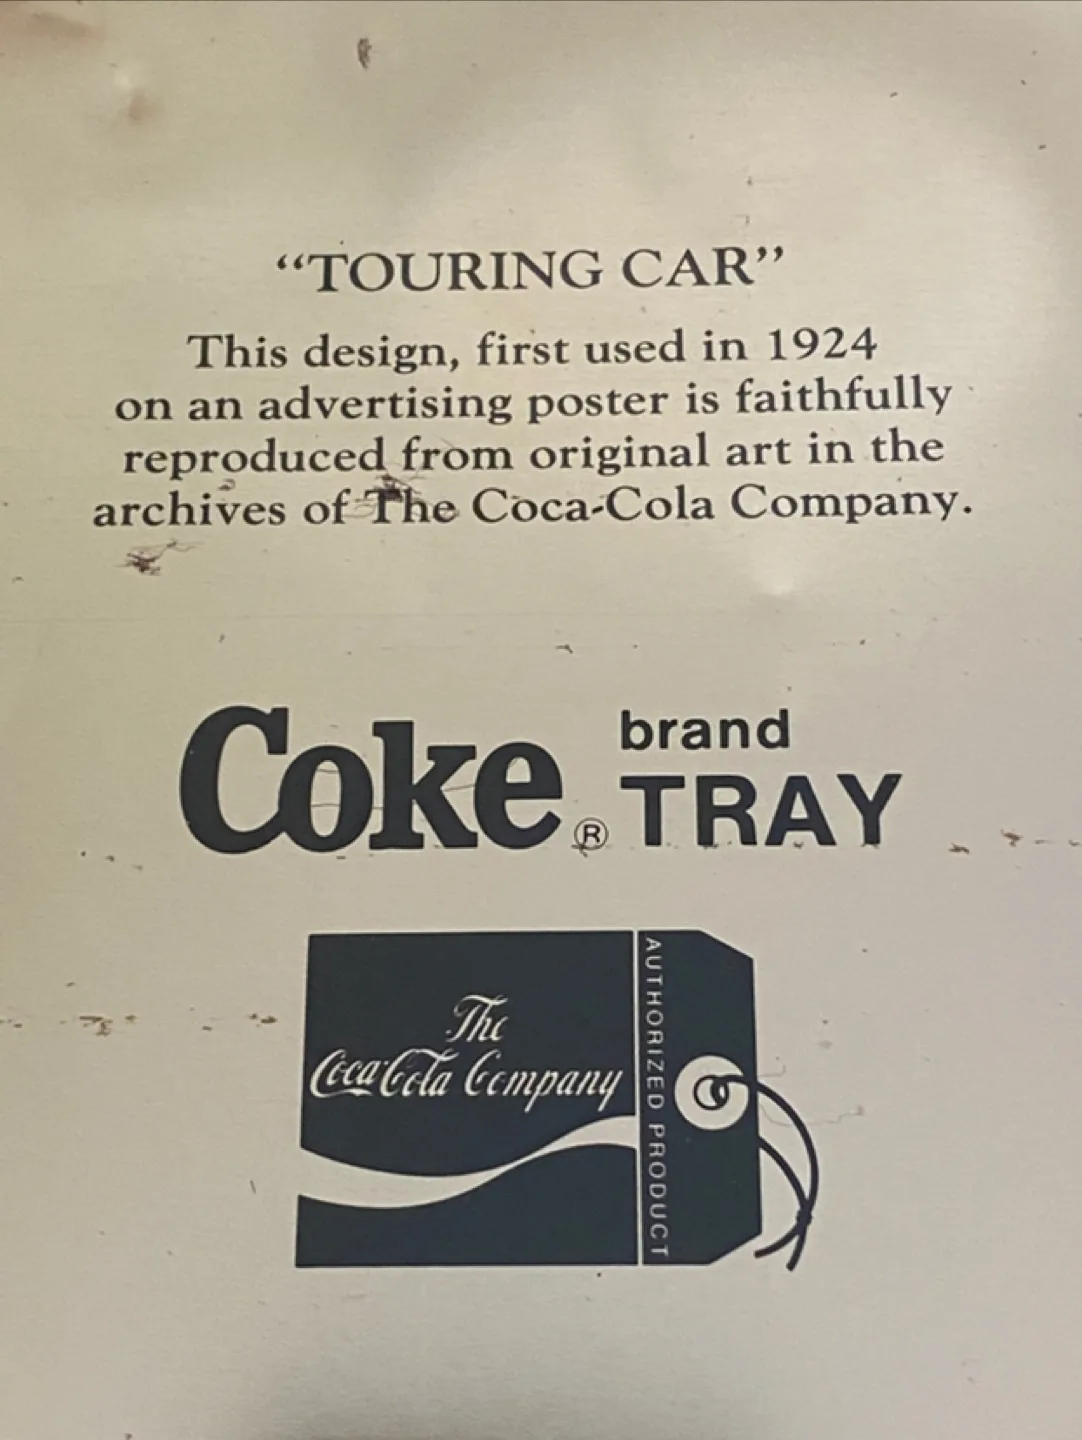 “TOURING CAR”
This design, first used in 1924
on an advertising poster is faithfully
reproduced from original art in the
archives of The Coca-Cola Company.
Coke® brand
TRAY
The
Coca-Cola Company
AUTHORIZED PRODUCT